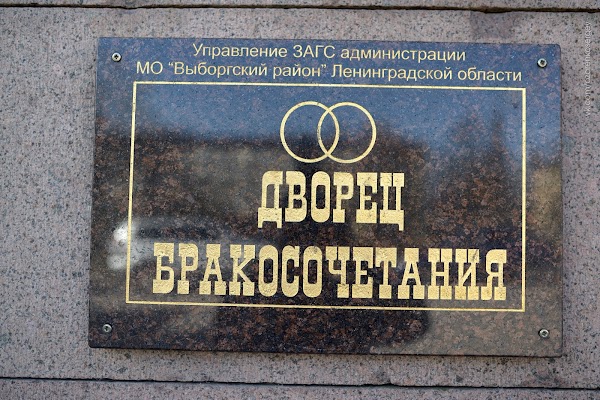 Управление ЗАГС администрации
МО "Выборгский район" Ленинградской области
ДВОРЕЦ
БРАКОСОЧЕТАНИЯ